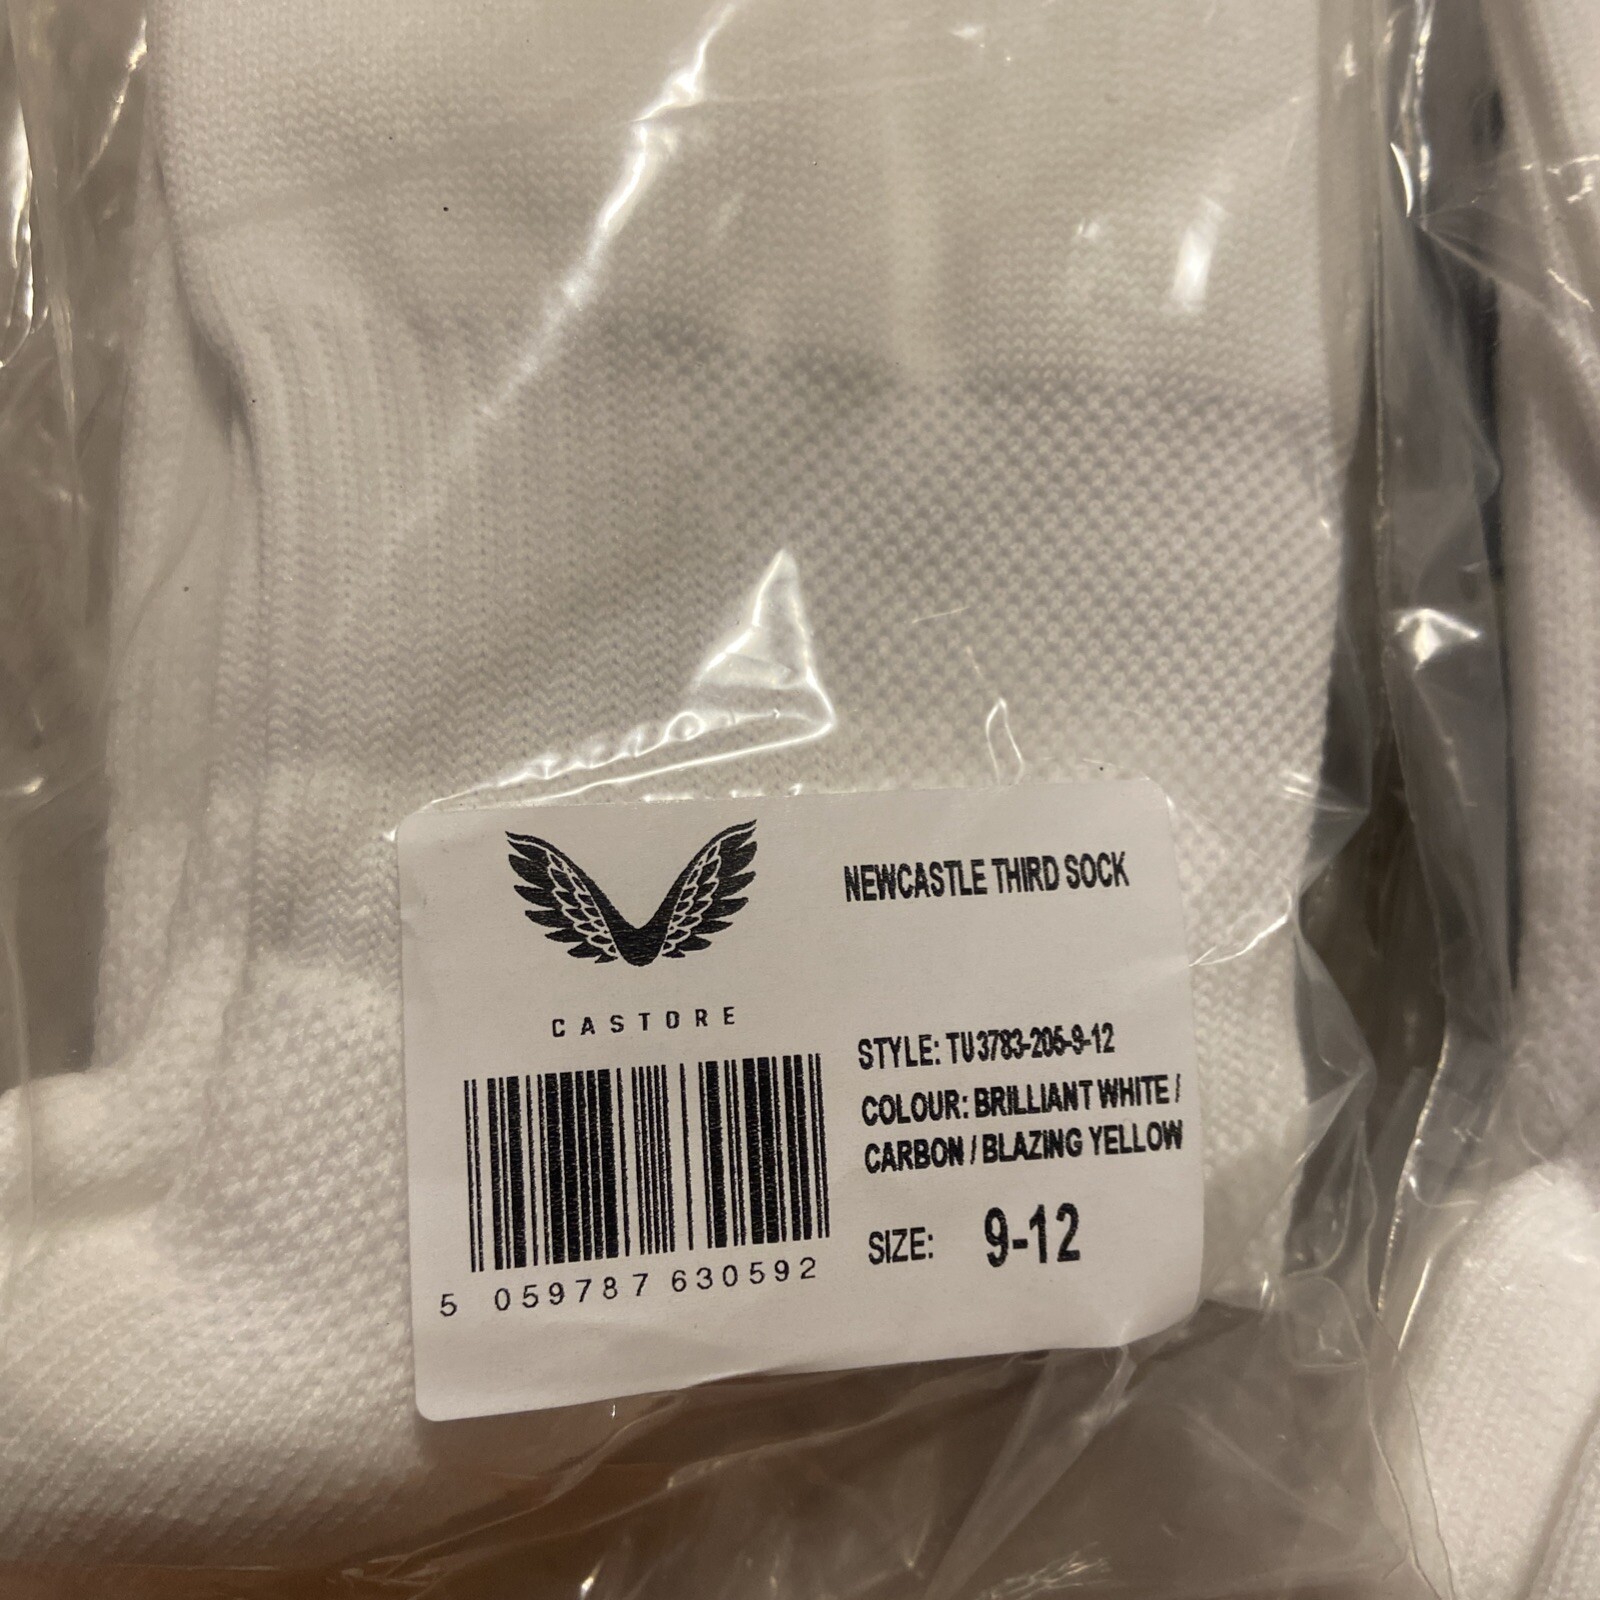 NEWCASTLE THIRD SOCK
CASTORE
STYLE: TU3783-205-9-12
COLOUR: BRILLIANT WHITE /
CARBON / BLAZING YELLOW
SIZE: 9-12
5 059787 630592